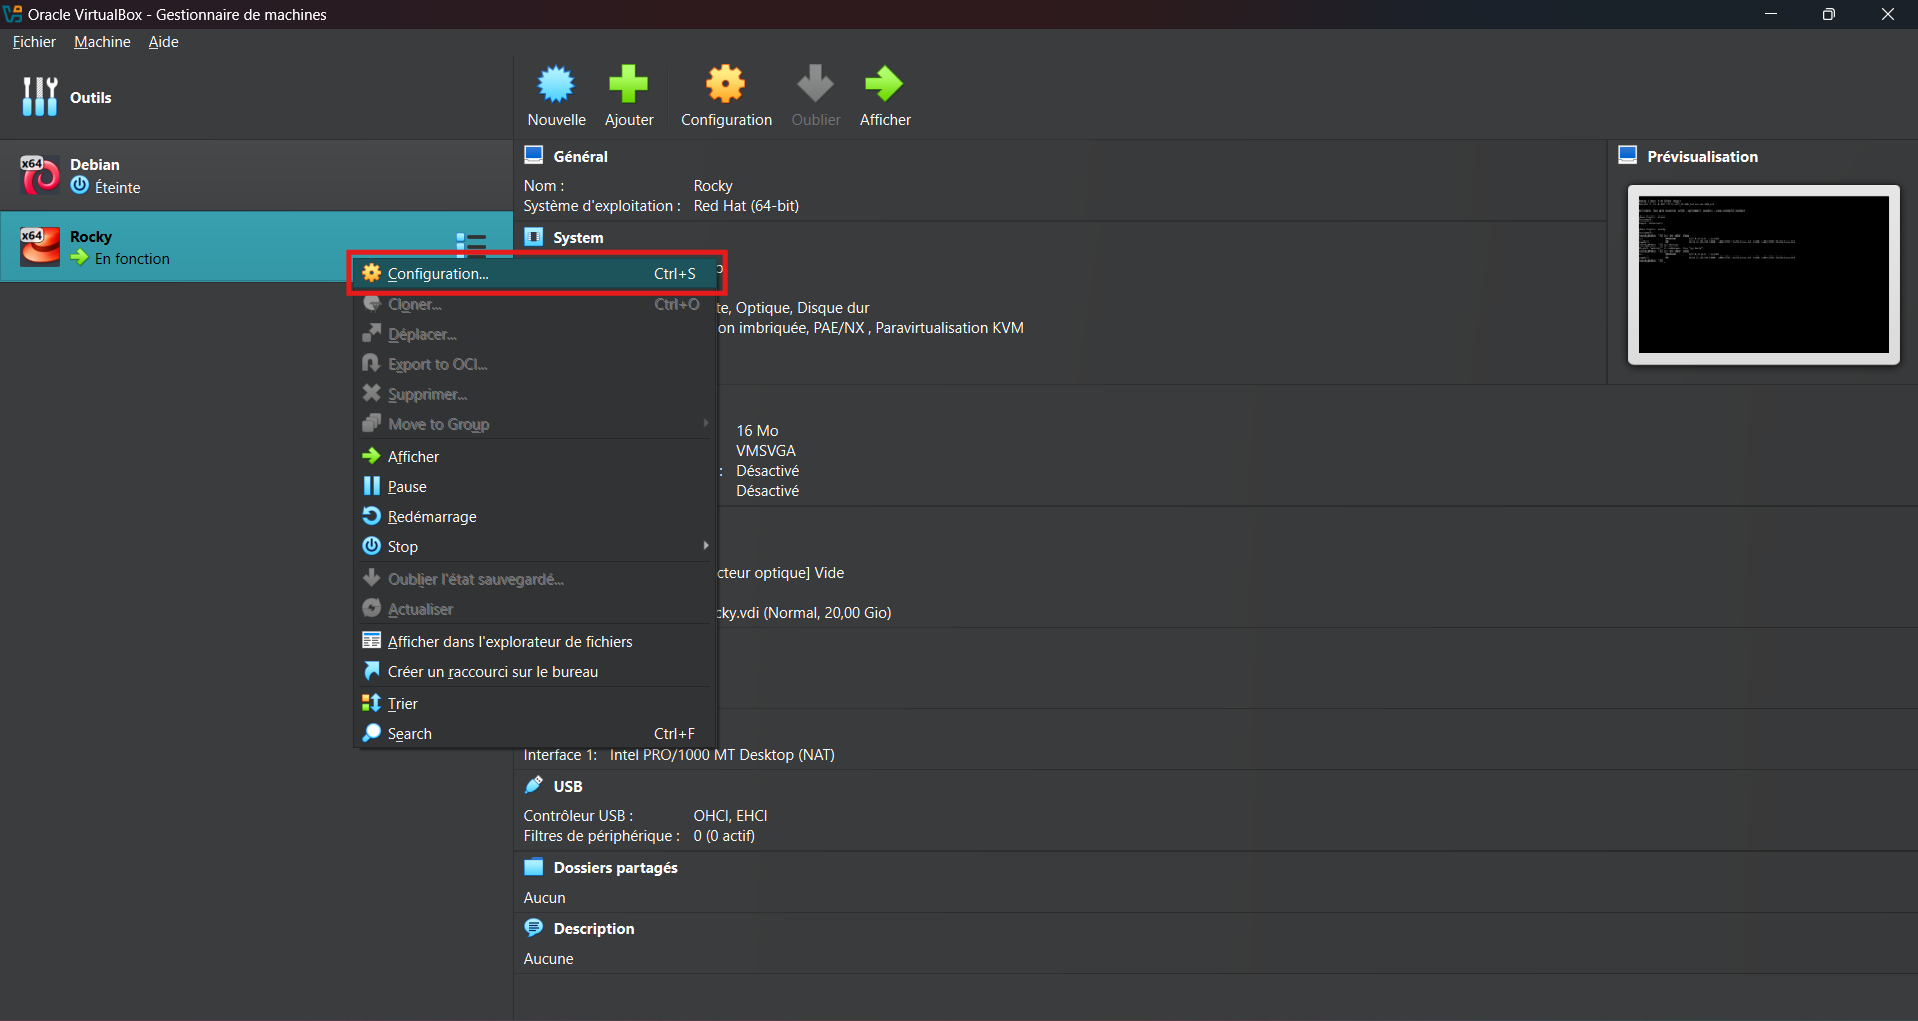 Oracle VirtualBox - Gestionnaire de machines
Fichier Machine Aide
Outils
Nouvelle Ajouter Configuration Oublier Afficher
x64 Debian
Éteinte
x64 Rocky
En fonction
Général
Nom : Rocky
Système d'exploitation : Red Hat (64-bit)
System
Prévisualisation
Configuration... Ctrl+S
Cloner... Ctrl+O
Déplacer...
Export to OCI...
Supprimer...
Move to Group
Afficher
Pause
Redémarrage
Stop
Oublier l'état sauvegardé...
Actualiser
Afficher dans l'explorateur de fichiers
Créer un raccourci sur le bureau
Trier
Search Ctrl+F
te, Optique, Disque dur
on imbriquée, PAE/NX , Paravirtualisation KVM
16 Mo
VMSVGA
: Désactivé
Désactivé
cteur optique] Vide
cky.vdi (Normal, 20,00 Gio)
Interface 1: Intel PRO/1000 MT Desktop (NAT)
USB
Contrôleur USB : OHCI, EHCI
Filtres de périphérique : 0 (0 actif)
Dossiers partagés
Aucun
Description
Aucune